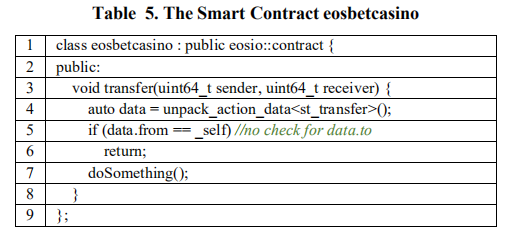 Table 5. The Smart Contract eosbetcasino
1 class eosbetcasino : public eosio::contract {
2 public:
3 void transfer(uint64_t sender, uint64_t receiver) {
4 auto data = unpack_action_data<st_transfer>();
5 if (data.from == _self) //no check for data.to
6 return;
7 doSomething();
8 }
9 };